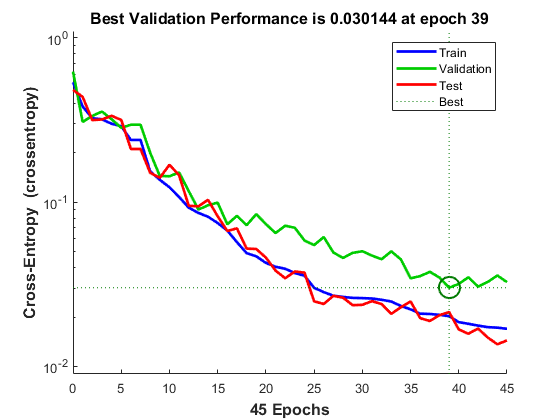 Best Validation Performance is 0.030144 at epoch 39
Cross-Entropy (crossentropy)
10^0
10^-1
10^-2
Train
Validation
Test
Best
0 5 10 15 20 25 30 35 40 45
45 Epochs